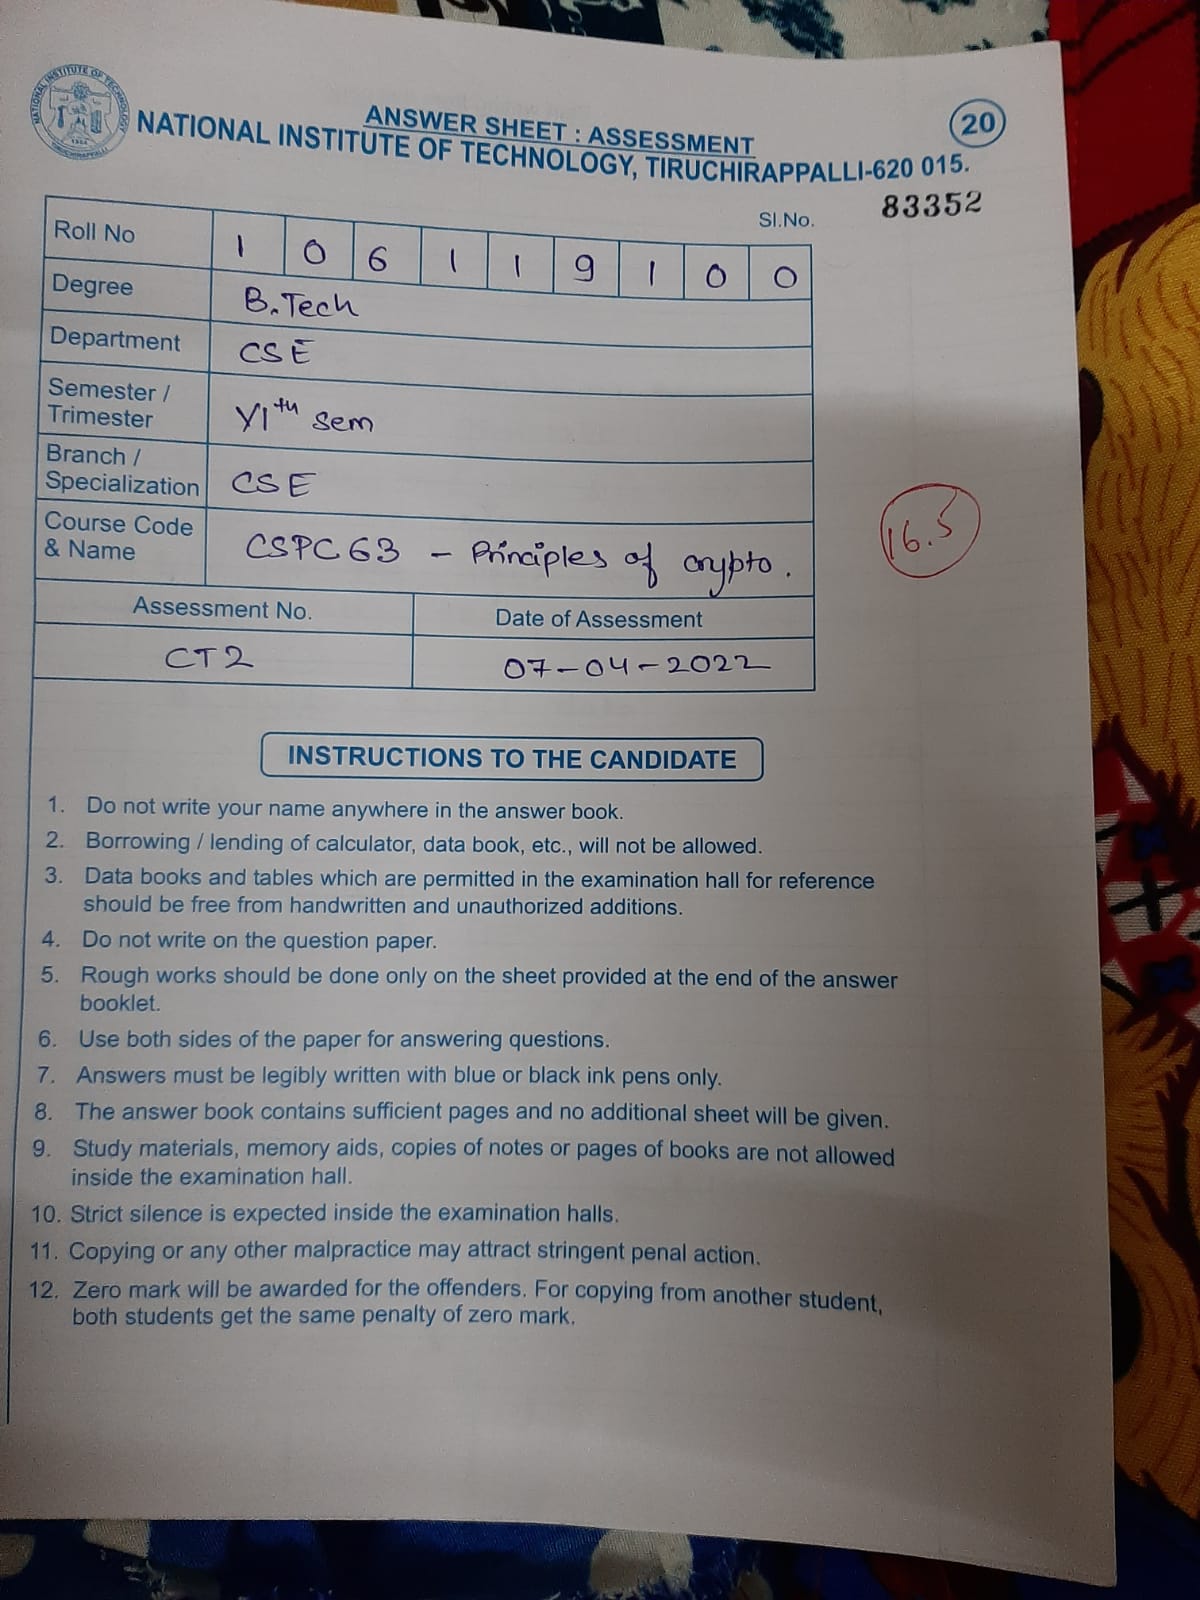 NATIONAL INSTITUTE OF TECHNOLOGY
1964
TIRUCHIRAPPALLI
ANSWER SHEET : ASSESSMENT
20
NATIONAL INSTITUTE OF TECHNOLOGY, TIRUCHIRAPPALLI-620 015.
Sl.No. 83352
Roll No 1 0 6 1 1 9 1 0 0
Degree B.Tech
Department CSE
Semester /
Trimester VIth sem
Branch /
Specialization CSE
Course Code
& Name CSPC63 - Principles of crypto.
16.5
Assessment No. Date of Assessment
CT2 07-04-2022
INSTRUCTIONS TO THE CANDIDATE
1. Do not write your name anywhere in the answer book.
2. Borrowing / lending of calculator, data book, etc., will not be allowed.
3. Data books and tables which are permitted in the examination hall for reference
should be free from handwritten and unauthorized additions.
4. Do not write on the question paper.
5. Rough works should be done only on the sheet provided at the end of the answer
booklet.
6. Use both sides of the paper for answering questions.
7. Answers must be legibly written with blue or black ink pens only.
8. The answer book contains sufficient pages and no additional sheet will be given.
9. Study materials, memory aids, copies of notes or pages of books are not allowed
inside the examination hall.
10. Strict silence is expected inside the examination halls.
11. Copying or any other malpractice may attract stringent penal action.
12. Zero mark will be awarded for the offenders. For copying from another student,
both students get the same penalty of zero mark.